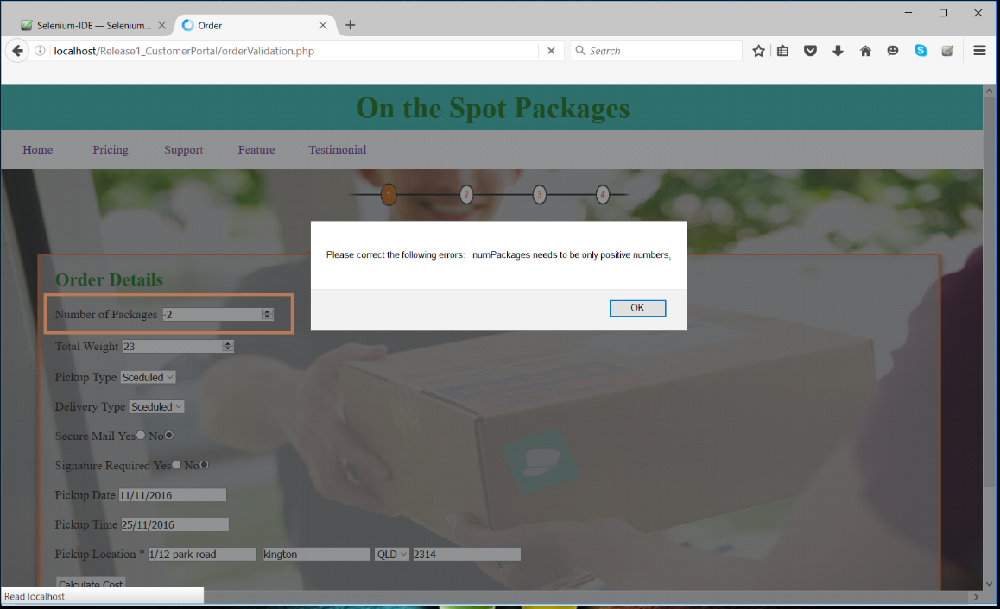 Selenium-IDE — Selenium...
Order
localhost/Release1_CustomerPortal/orderValidation.php
Search
On the Spot Packages
Home Pricing Support Feature Testimonial
1 2 3 4
Please correct the following errors: numPackages needs to be only positive numbers,
OK
Order Details
Number of Packages -2
Total Weight 23
Pickup Type Sceduled
Delivery Type Sceduled
Secure Mail Yes No
Signature Required Yes No
Pickup Date 11/11/2016
Pickup Time 25/11/2016
Pickup Location * 1/12 park road kington QLD 2314
Calculate Cost
Read localhost